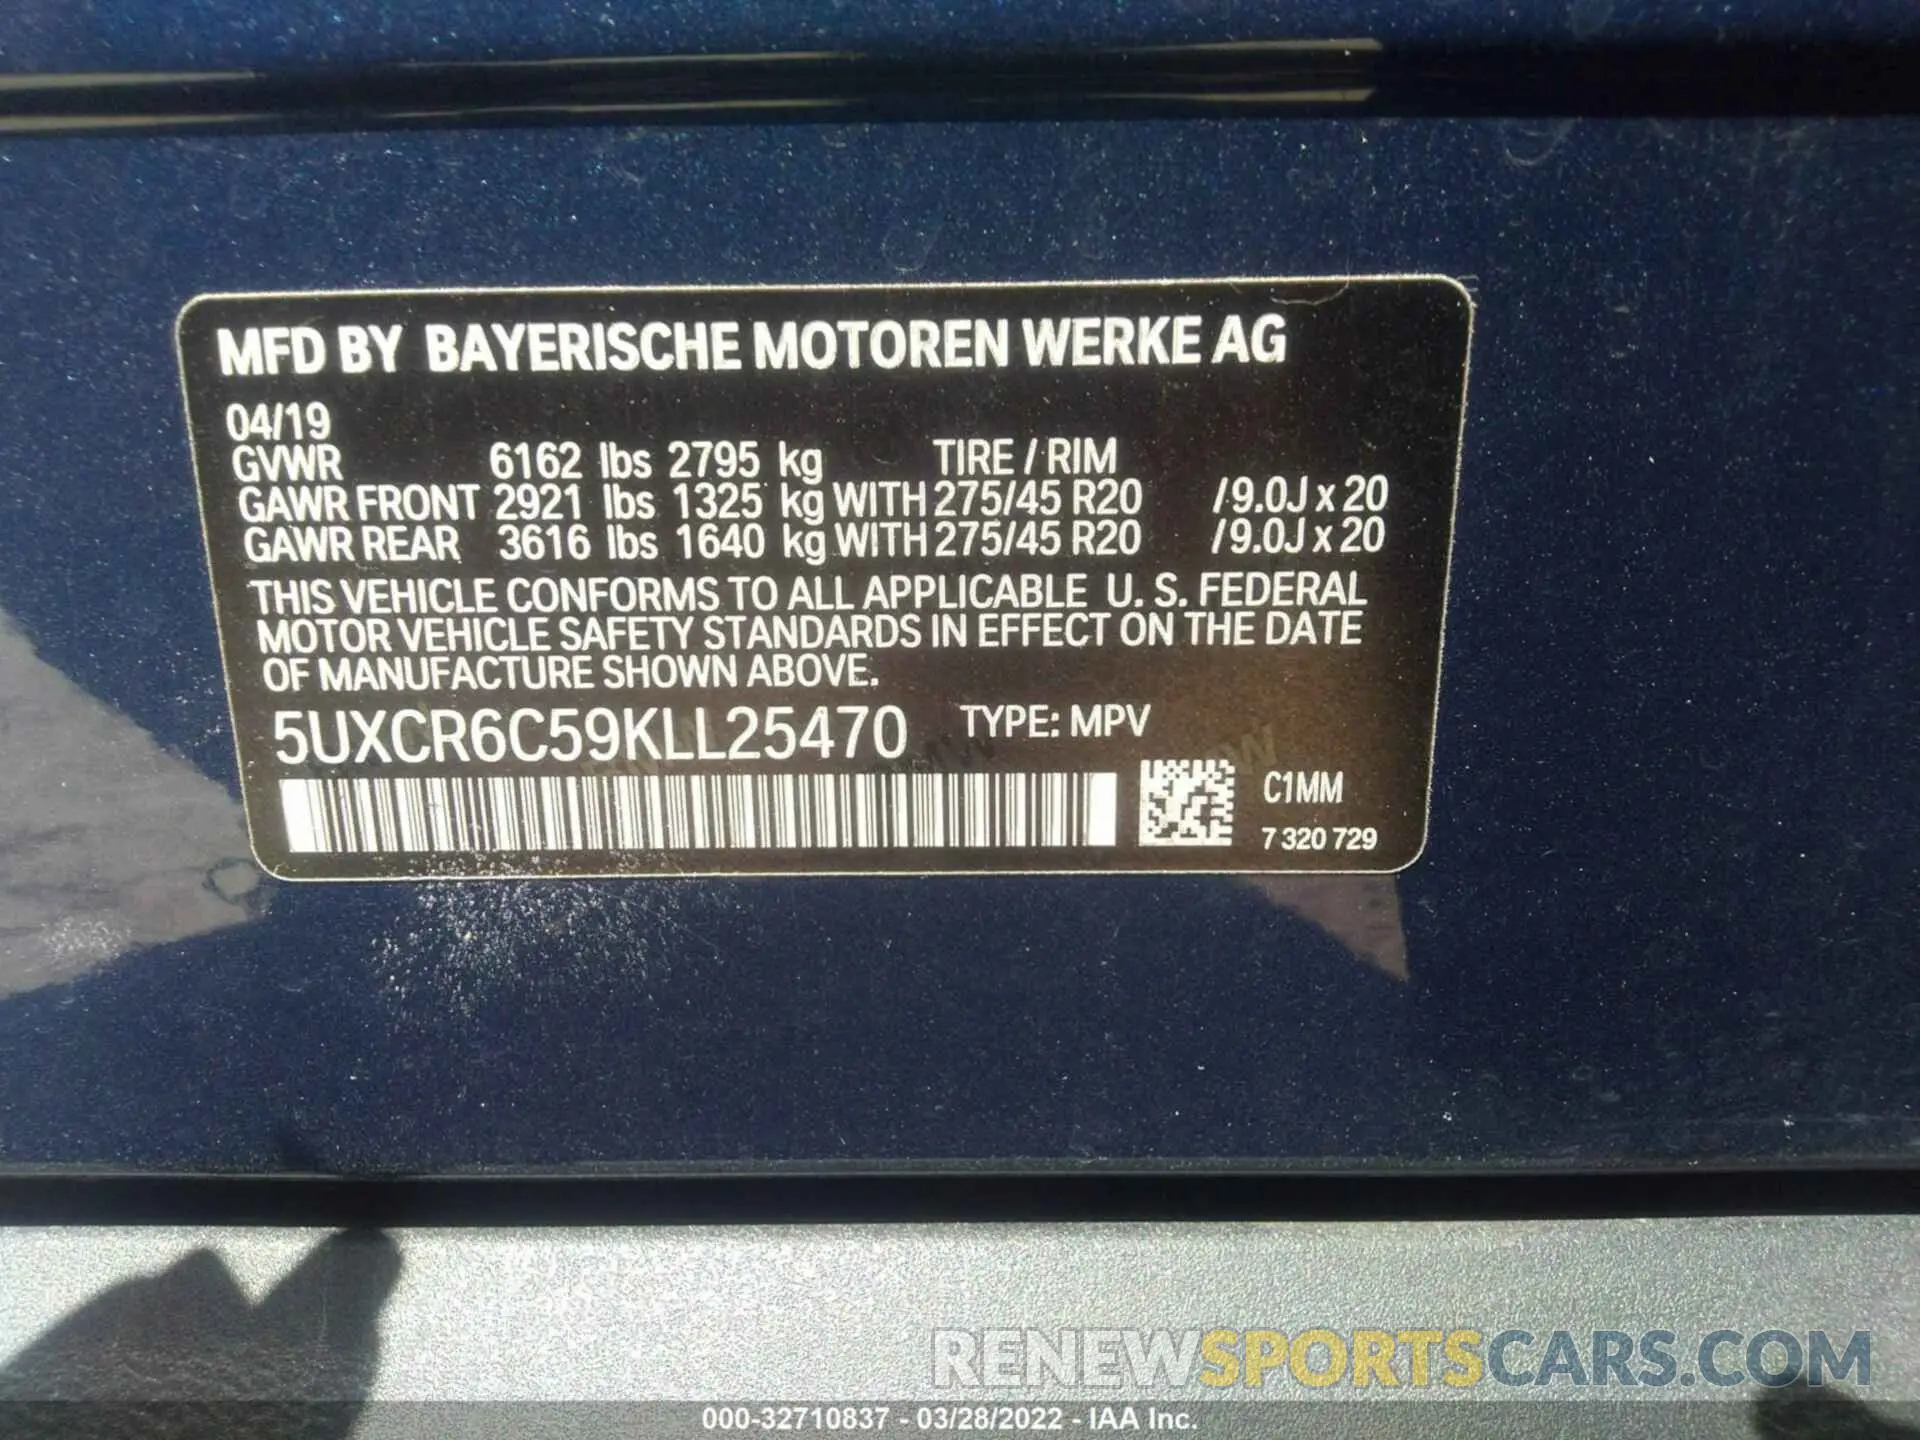 MFD BY BAYERISCHE MOTOREN WERKE AG
04/19
GVWR 6162 lbs 2795 kg TIRE / RIM
GAWR FRONT 2921 lbs 1325 kg WITH 275/45 R20 /9.0J x 20
GAWR REAR 3616 lbs 1640 kg WITH 275/45 R20 /9.0J x 20
THIS VEHICLE CONFORMS TO ALL APPLICABLE U. S. FEDERAL
MOTOR VEHICLE SAFETY STANDARDS IN EFFECT ON THE DATE
OF MANUFACTURE SHOWN ABOVE.
5UXCR6C59KLL25470 TYPE: MPV
C1MM
7 320 729
RENEWSPORTSCARS.COM
000-32710837 - 03/28/2022 - IAA Inc.